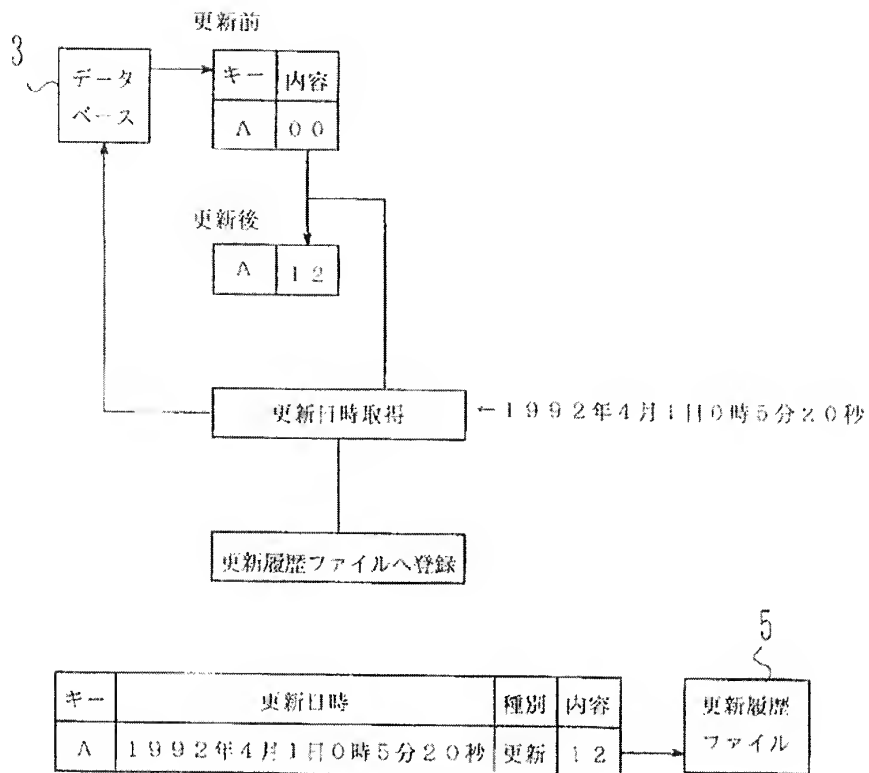 更新前
3
データ
ベース
キー 内容
A 00
更新後
A 12
更新日時取得
←1992年4月1日0時5分20秒
更新履歴ファイルへ登録
5
キー 更新日時 種別 内容
A 1992年4月1日0時5分20秒 更新 12
更新履歴
ファイル